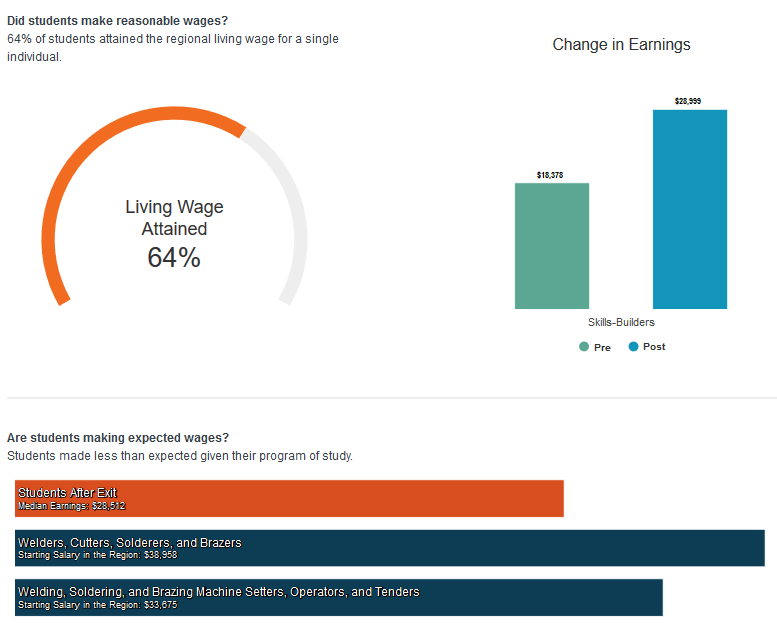 Did students make reasonable wages?
64% of students attained the regional living wage for a single
individual.
Change in Earnings
$28,999
$18,378
Living Wage
Attained
64%
Skills-Builders
Pre
Post
Are students making expected wages?
Students made less than expected given their program of study.
Students After Exit
Median Earnings: $28,512
Welders, Cutters, Solderers, and Brazers
Starting Salary in the Region: $38,958
Welding, Soldering, and Brazing Machine Setters, Operators, and Tenders
Starting Salary in the Region: $33,675